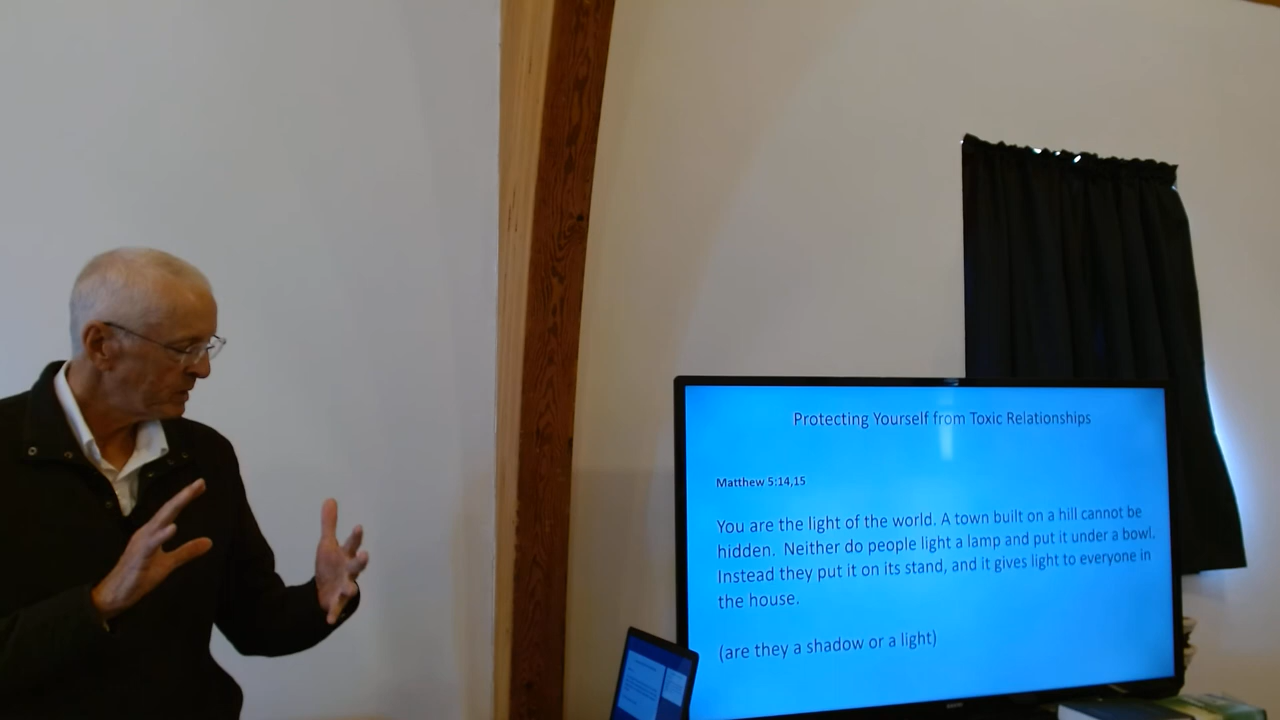 Protecting Yourself from Toxic Relationships
Matthew 5:14,15
You are the light of the world. A town built on a hill cannot be
hidden. Neither do people light a lamp and put it under a bowl.
Instead they put it on its stand, and it gives light to everyone in
the house.
(are they a shadow or a light)